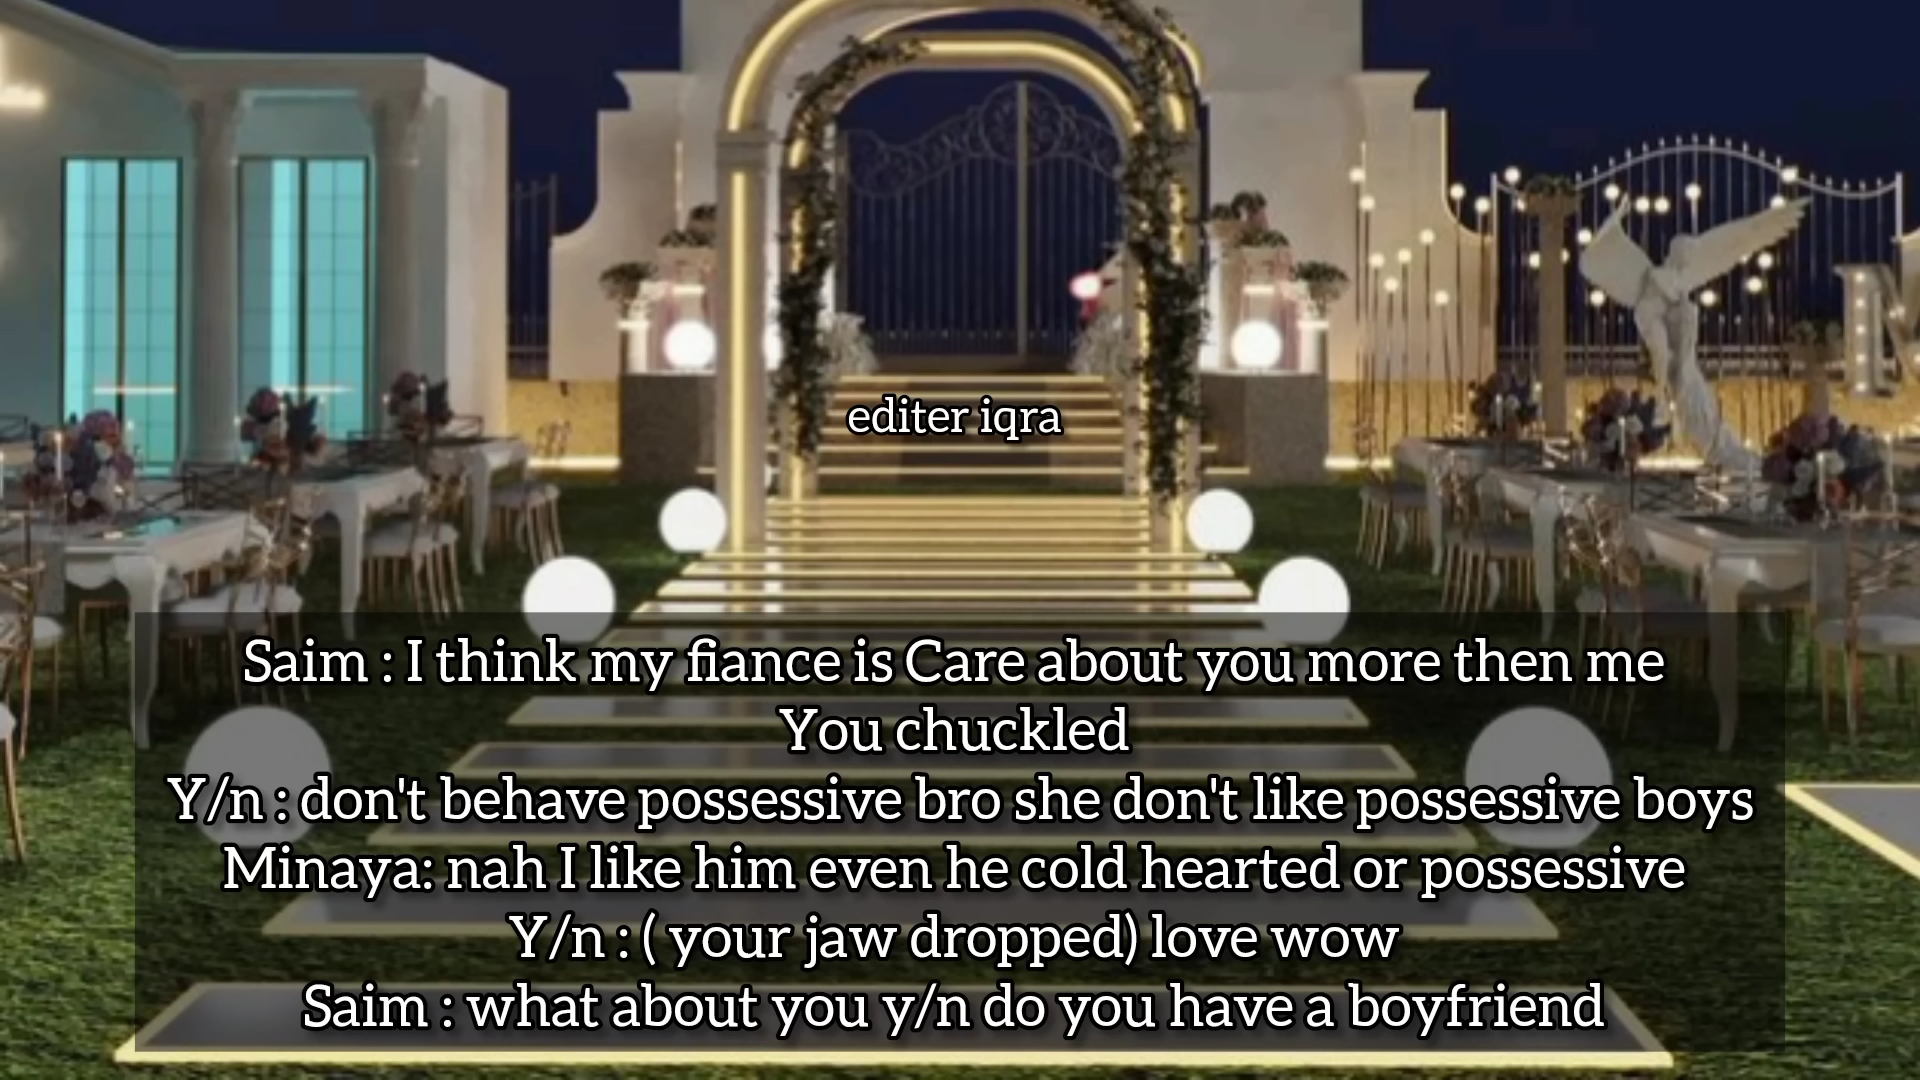 editer iqra
Saim : I think my fiance is Care about you more then me
You chuckled
Y/n : don't behave possessive bro she don't like possessive boys
Minaya: nah I like him even he cold hearted or possessive
Y/n : ( your jaw dropped) love wow
Saim : what about you y/n do you have a boyfriend